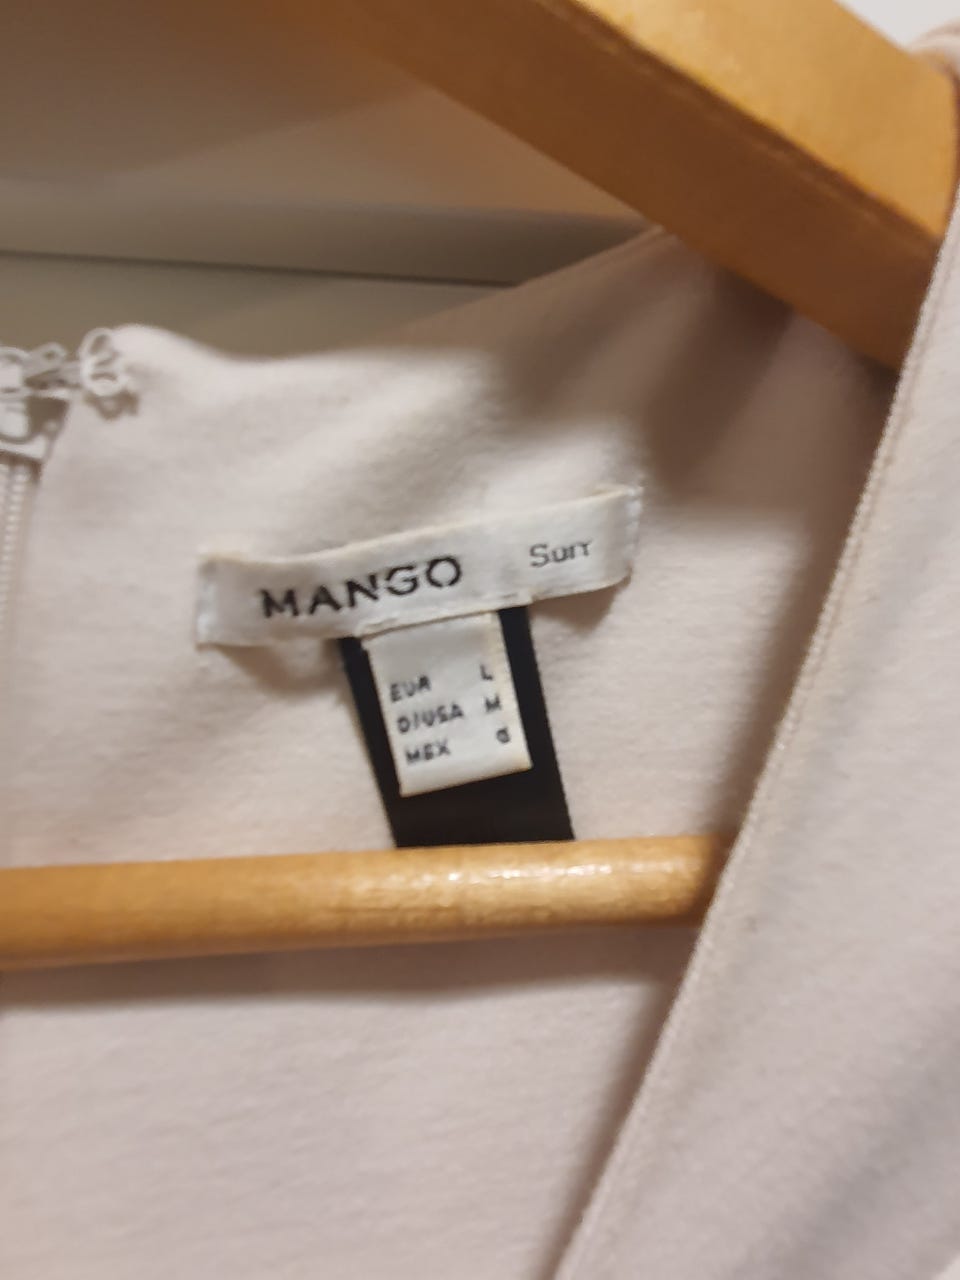 MANGO Suit
EUR L
D/USA M
MEX G